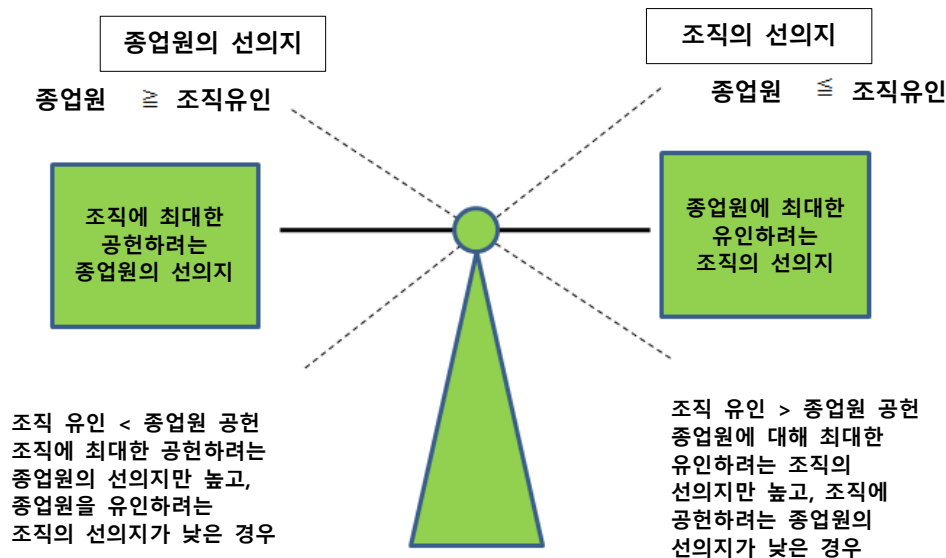 종업원의 선의지
조직의 선의지
종업원 ≧ 조직유인
종업원 ≦ 조직유인
조직에 최대한
공헌하려는
종업원의 선의지
종업원에 최대한
유인하려는
조직의 선의지
조직 유인 < 종업원 공헌
조직에 최대한 공헌하려는
종업원의 선의지만 높고,
종업원을 유인하려는
조직의 선의지가 낮은 경우
조직 유인 > 종업원 공헌
종업원에 대해 최대한
유인하려는 조직의
선의지만 높고, 조직에
공헌하려는 종업원의
선의지가 낮은 경우